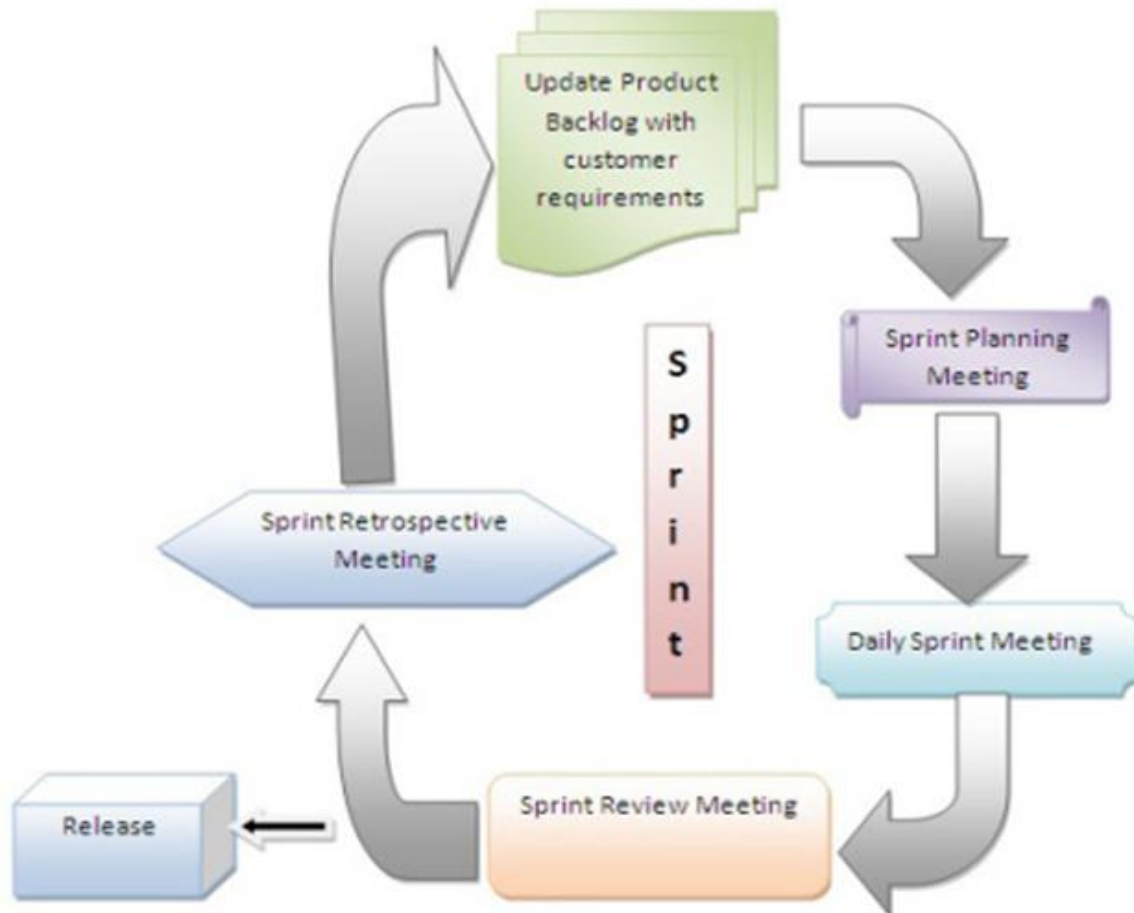 Update Product
Backlog with
customer
requirements
Sprint Planning
Meeting
Sprint
Sprint Retrospective
Meeting
Daily Sprint Meeting
Sprint Review Meeting
Release